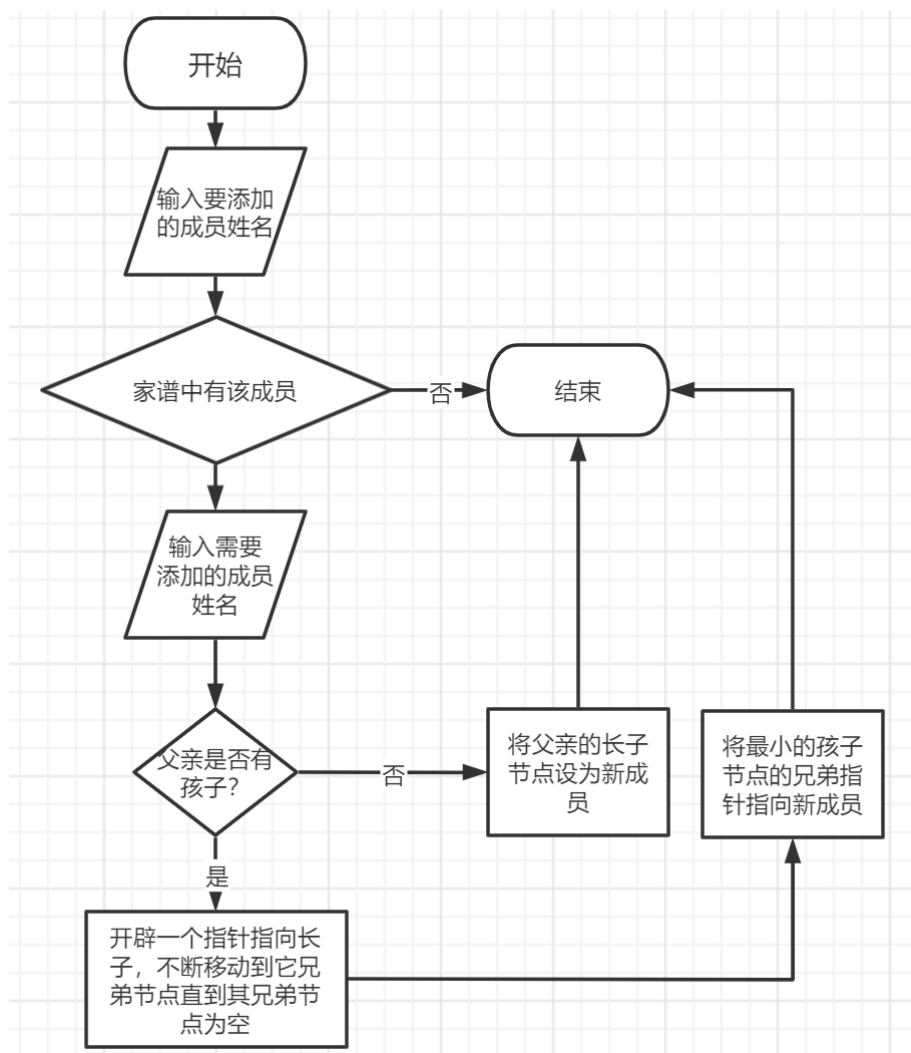 开始
输入要添加
的成员姓名
家谱中有该成员
否
结束
输入需要
添加的成员
姓名
父亲是否有
孩子？
否
将父亲的长子
节点设为新成
员
将最小的孩子
节点的兄弟指
针指向新成员
是
开辟一个指针指向长
子，不断移动到它兄
弟节点直到其兄弟节
点为空